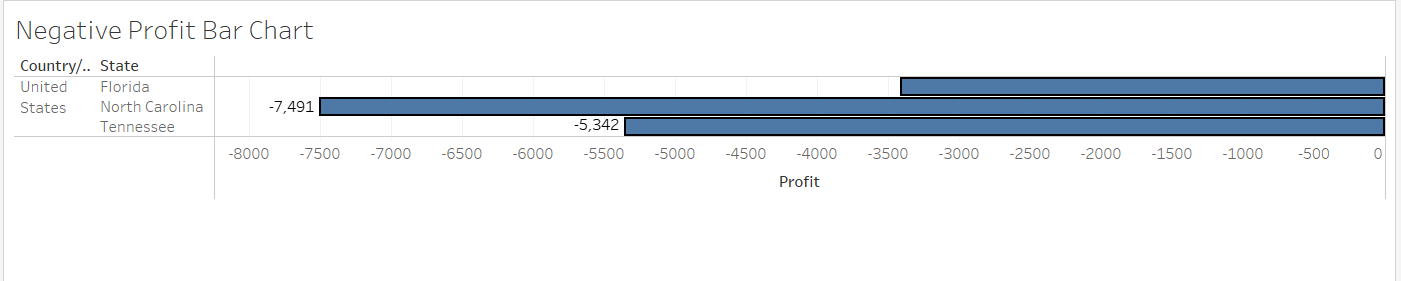 Negative Profit Bar Chart
Country/.. State
United Florida
States North Carolina -7,491
Tennessee -5,342
-8000 -7500 -7000 -6500 -6000 -5500 -5000 -4500 -4000 -3500 -3000 -2500 -2000 -1500 -1000 -500 0
Profit